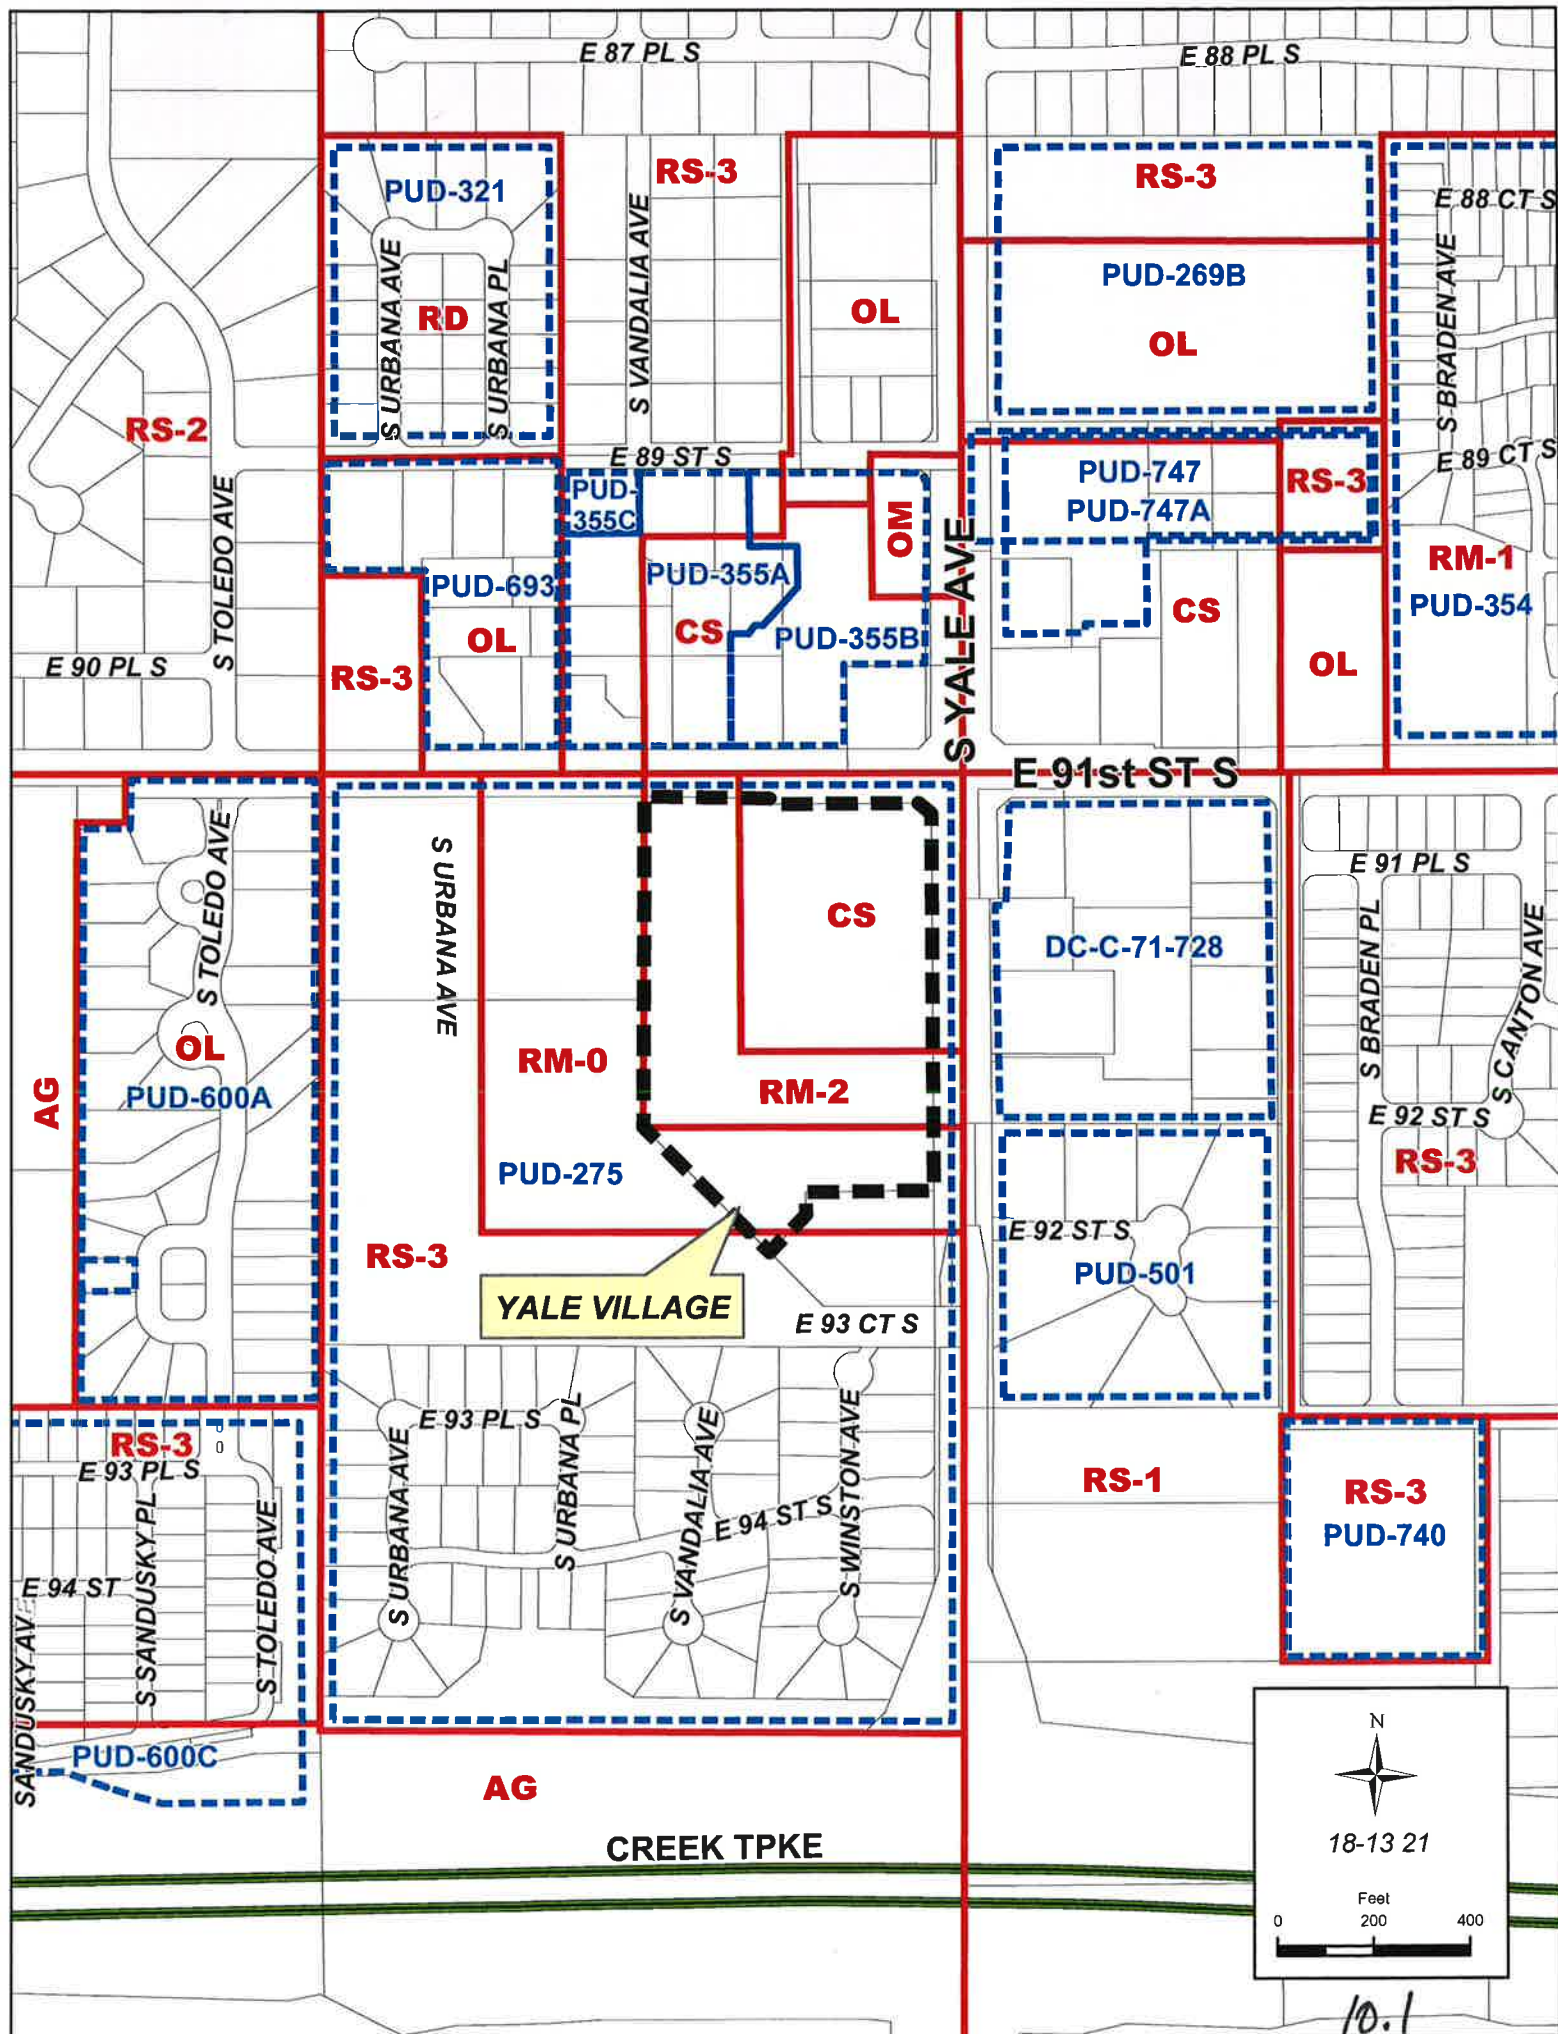 E 87 PL S
E 88 PL S
RS-3
RS-3
PUD-321
E 88 CT S
S URBANA AVE
S URBANA PL
S VANDALIA AVE
RD
OL
PUD-269B
OL
S BRADEN AVE
RS-2
S TOLEDO AVE
E 89 ST S
PUD-
355C
OM
PUD-747
PUD-747A
RS-3
E 89 CT S
PUD-693
PUD-355A
CS
PUD-355B
S YALE AVE
CS
RM-1
PUD-354
E 90 PL S
RS-3
OL
OL
E 91st ST S
S TOLEDO AVE
S URBANA AVE
CS
DC-C-71-728
E 91 PL S
S BRADEN PL
S CANTON AVE
AG
OL
PUD-600A
RM-0
RM-2
E 92 ST S
RS-3
PUD-275
E 92 ST S
PUD-501
RS-3
YALE VILLAGE
E 93 CT S
RS-3
E 93 PL S
0
0
E 93 PL S
S URBANA AVE
S URBANA PL
S VANDALIA AVE
S WINSTON AVE
E 94 ST S
RS-1
RS-3
PUD-740
E 94 ST
SANDUSKY AVE
S SANDUSKY PL
S TOLEDO AVE
PUD-600C
AG
CREEK TPKE
N
18-13 21
Feet
0 200 400
10.1